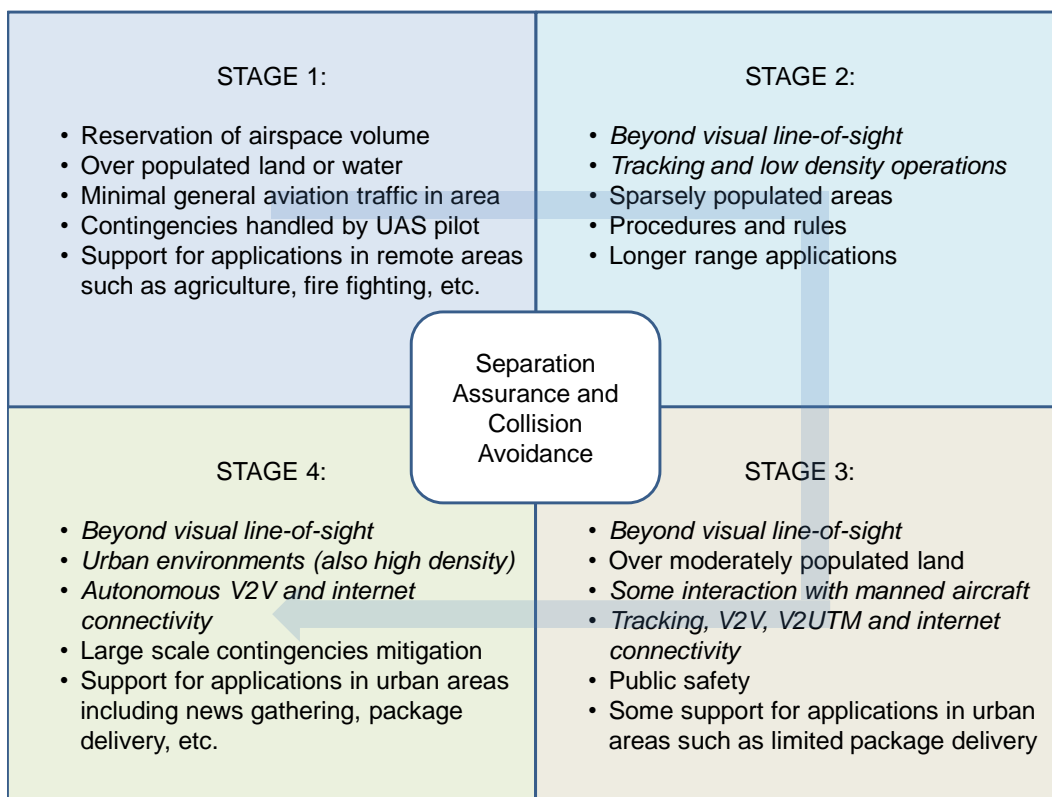 STAGE 1:
• Reservation of airspace volume
• Over populated land or water
• Minimal general aviation traffic in area
• Contingencies handled by UAS pilot
• Support for applications in remote areas
such as agriculture, fire fighting, etc.
STAGE 2:
• Beyond visual line-of-sight
• Tracking and low density operations
• Sparsely populated areas
• Procedures and rules
• Longer range applications
Separation
Assurance and
Collision
Avoidance
STAGE 4:
• Beyond visual line-of-sight
• Urban environments (also high density)
• Autonomous V2V and internet
connectivity
• Large scale contingencies mitigation
• Support for applications in urban areas
including news gathering, package
delivery, etc.
STAGE 3:
• Beyond visual line-of-sight
• Over moderately populated land
• Some interaction with manned aircraft
• Tracking, V2V, V2UTM and internet
connectivity
• Public safety
• Some support for applications in urban
areas such as limited package delivery